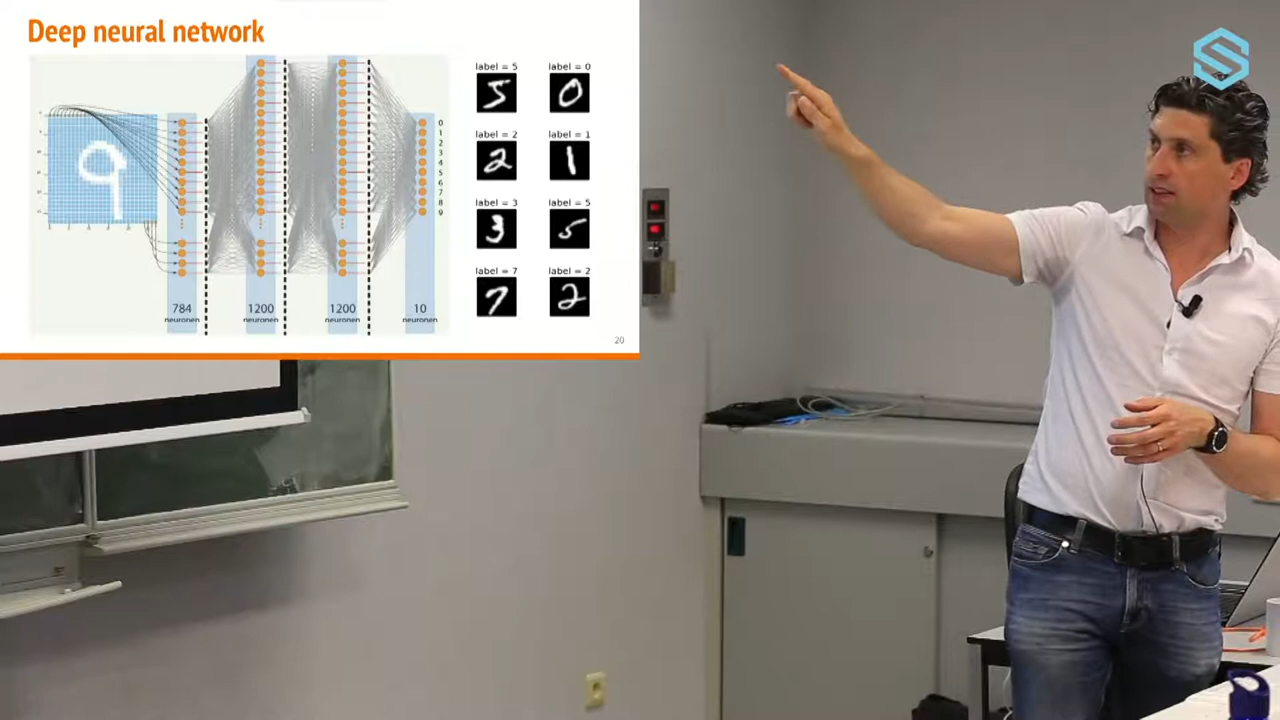 Deep neural network
label = 5 label = 0
label = 2 label = 1
label = 3 label = 5
label = 7 label = 2
0
1
2
3
4
5
6
7
8
9
784 1200 1200 10
neuronen neuronen neuronen neuronen
20